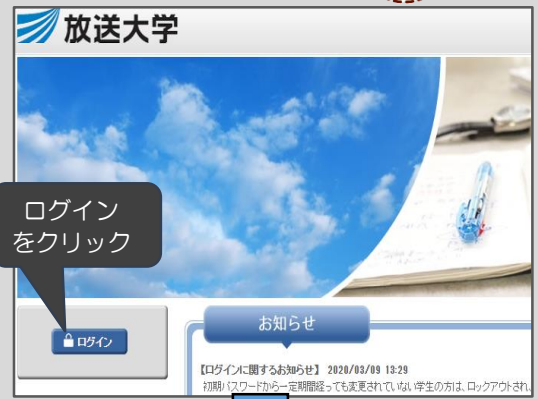 放送大学
ログイン
をクリック
ログイン
お知らせ
【ログインに関するお知らせ】 2020/03/09 13:29
初期パスワードから一定期間経っても変更されていない学生の方は、ロックアウトされ、